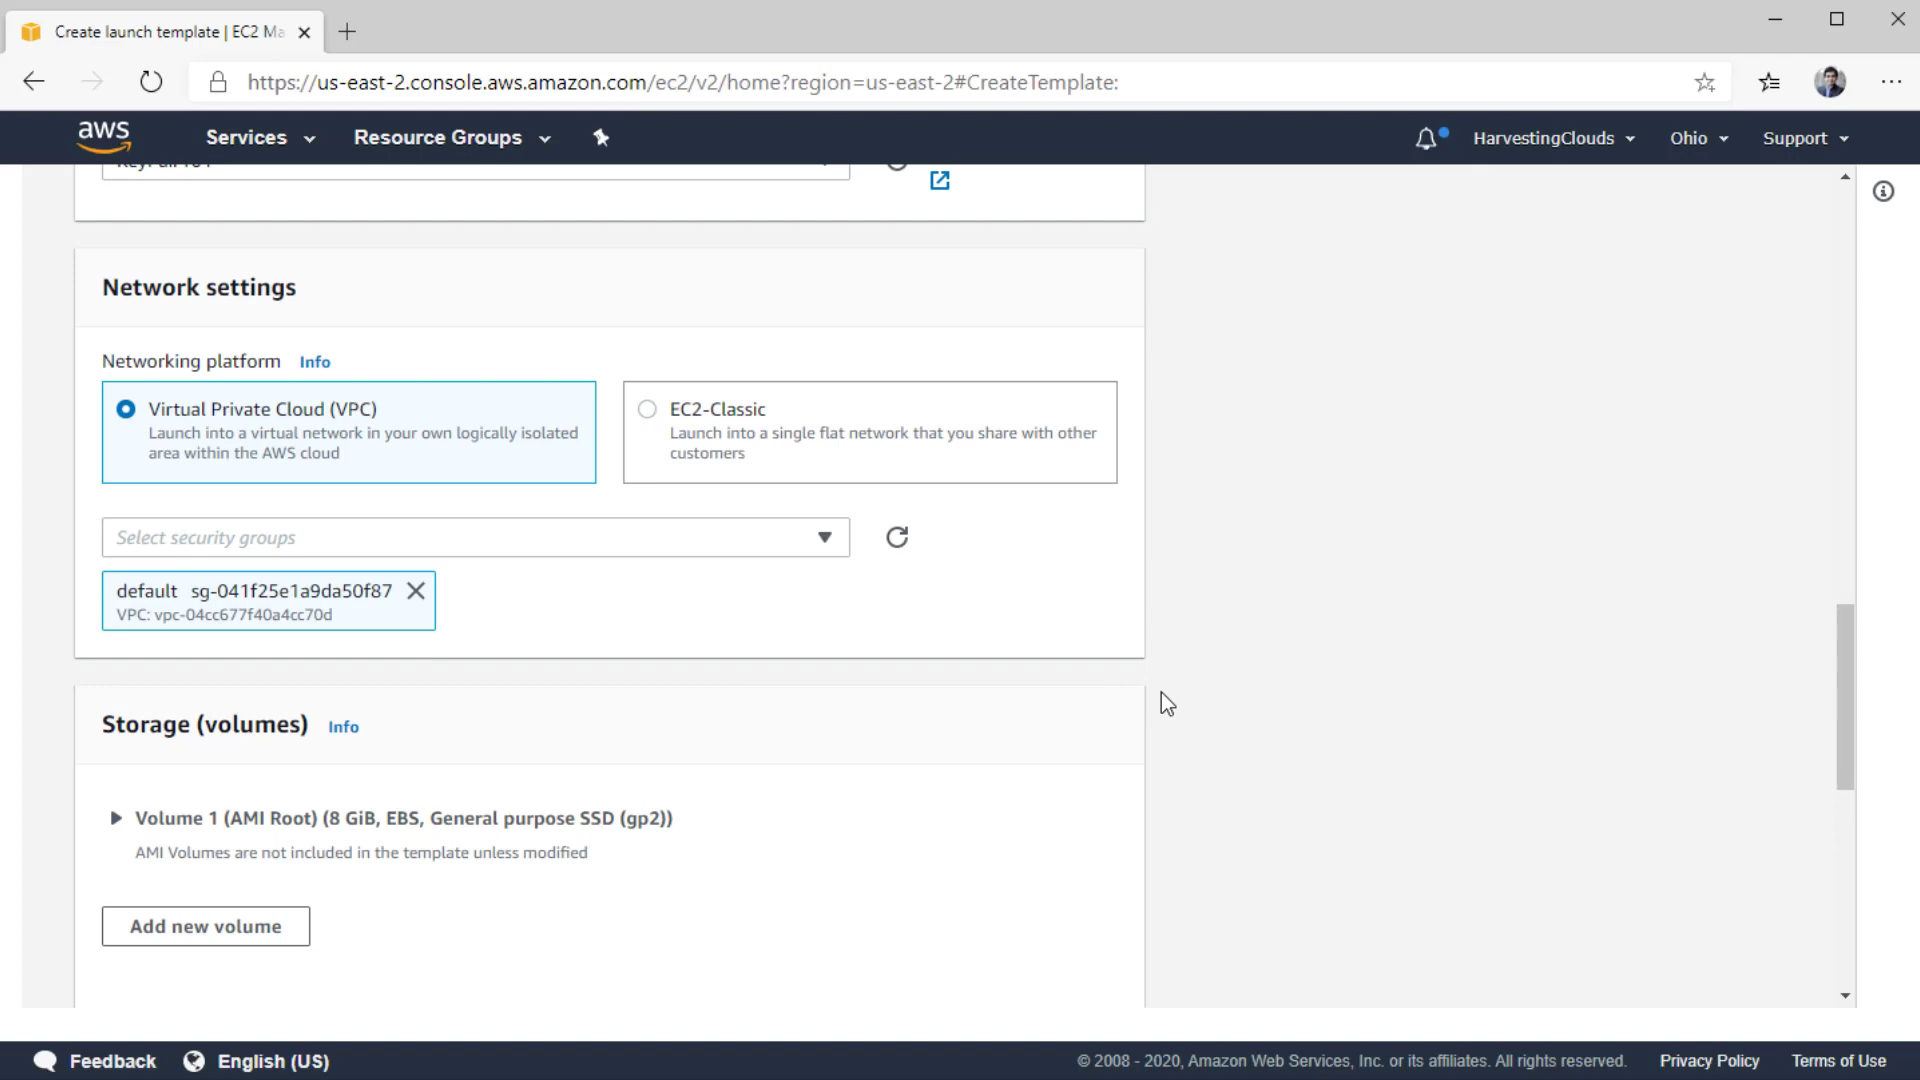 Create launch template | EC2 Ma
https://us-east-2.console.aws.amazon.com/ec2/v2/home?region=us-east-2#CreateTemplate:
aws
Services
Resource Groups
HarvestingClouds
Ohio
Support
Network settings
Networking platform Info
Virtual Private Cloud (VPC)
Launch into a virtual network in your own logically isolated
area within the AWS cloud
EC2-Classic
Launch into a single flat network that you share with other
customers
Select security groups
default sg-041f25e1a9da50f87
VPC: vpc-04cc677f40a4cc70d
Storage (volumes) Info
Volume 1 (AMI Root) (8 GiB, EBS, General purpose SSD (gp2))
AMI Volumes are not included in the template unless modified
Add new volume
Feedback
English (US)
© 2008 - 2020, Amazon Web Services, Inc. or its affiliates. All rights reserved.
Privacy Policy
Terms of Use